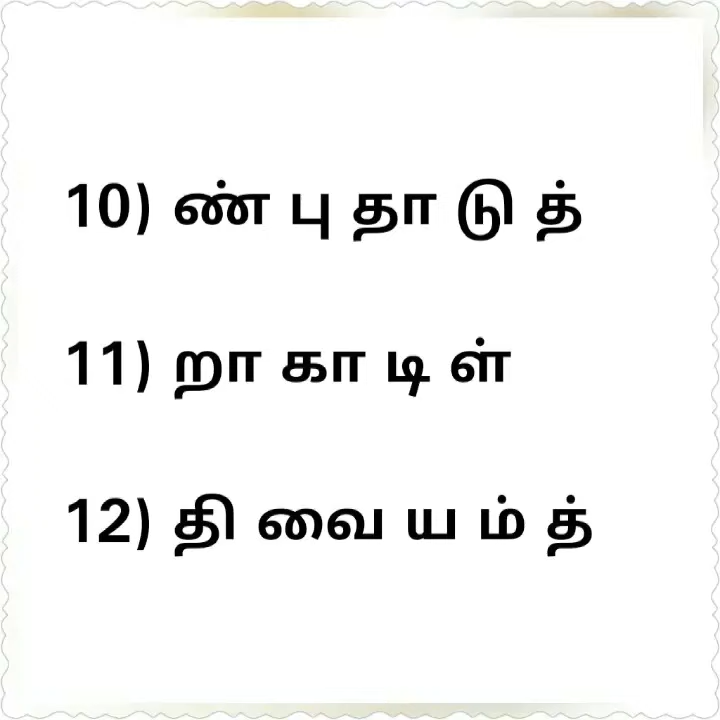 10) ண் பு தா டு த்
11) றா கா டி ள்
12) தி வை ய ம் த்